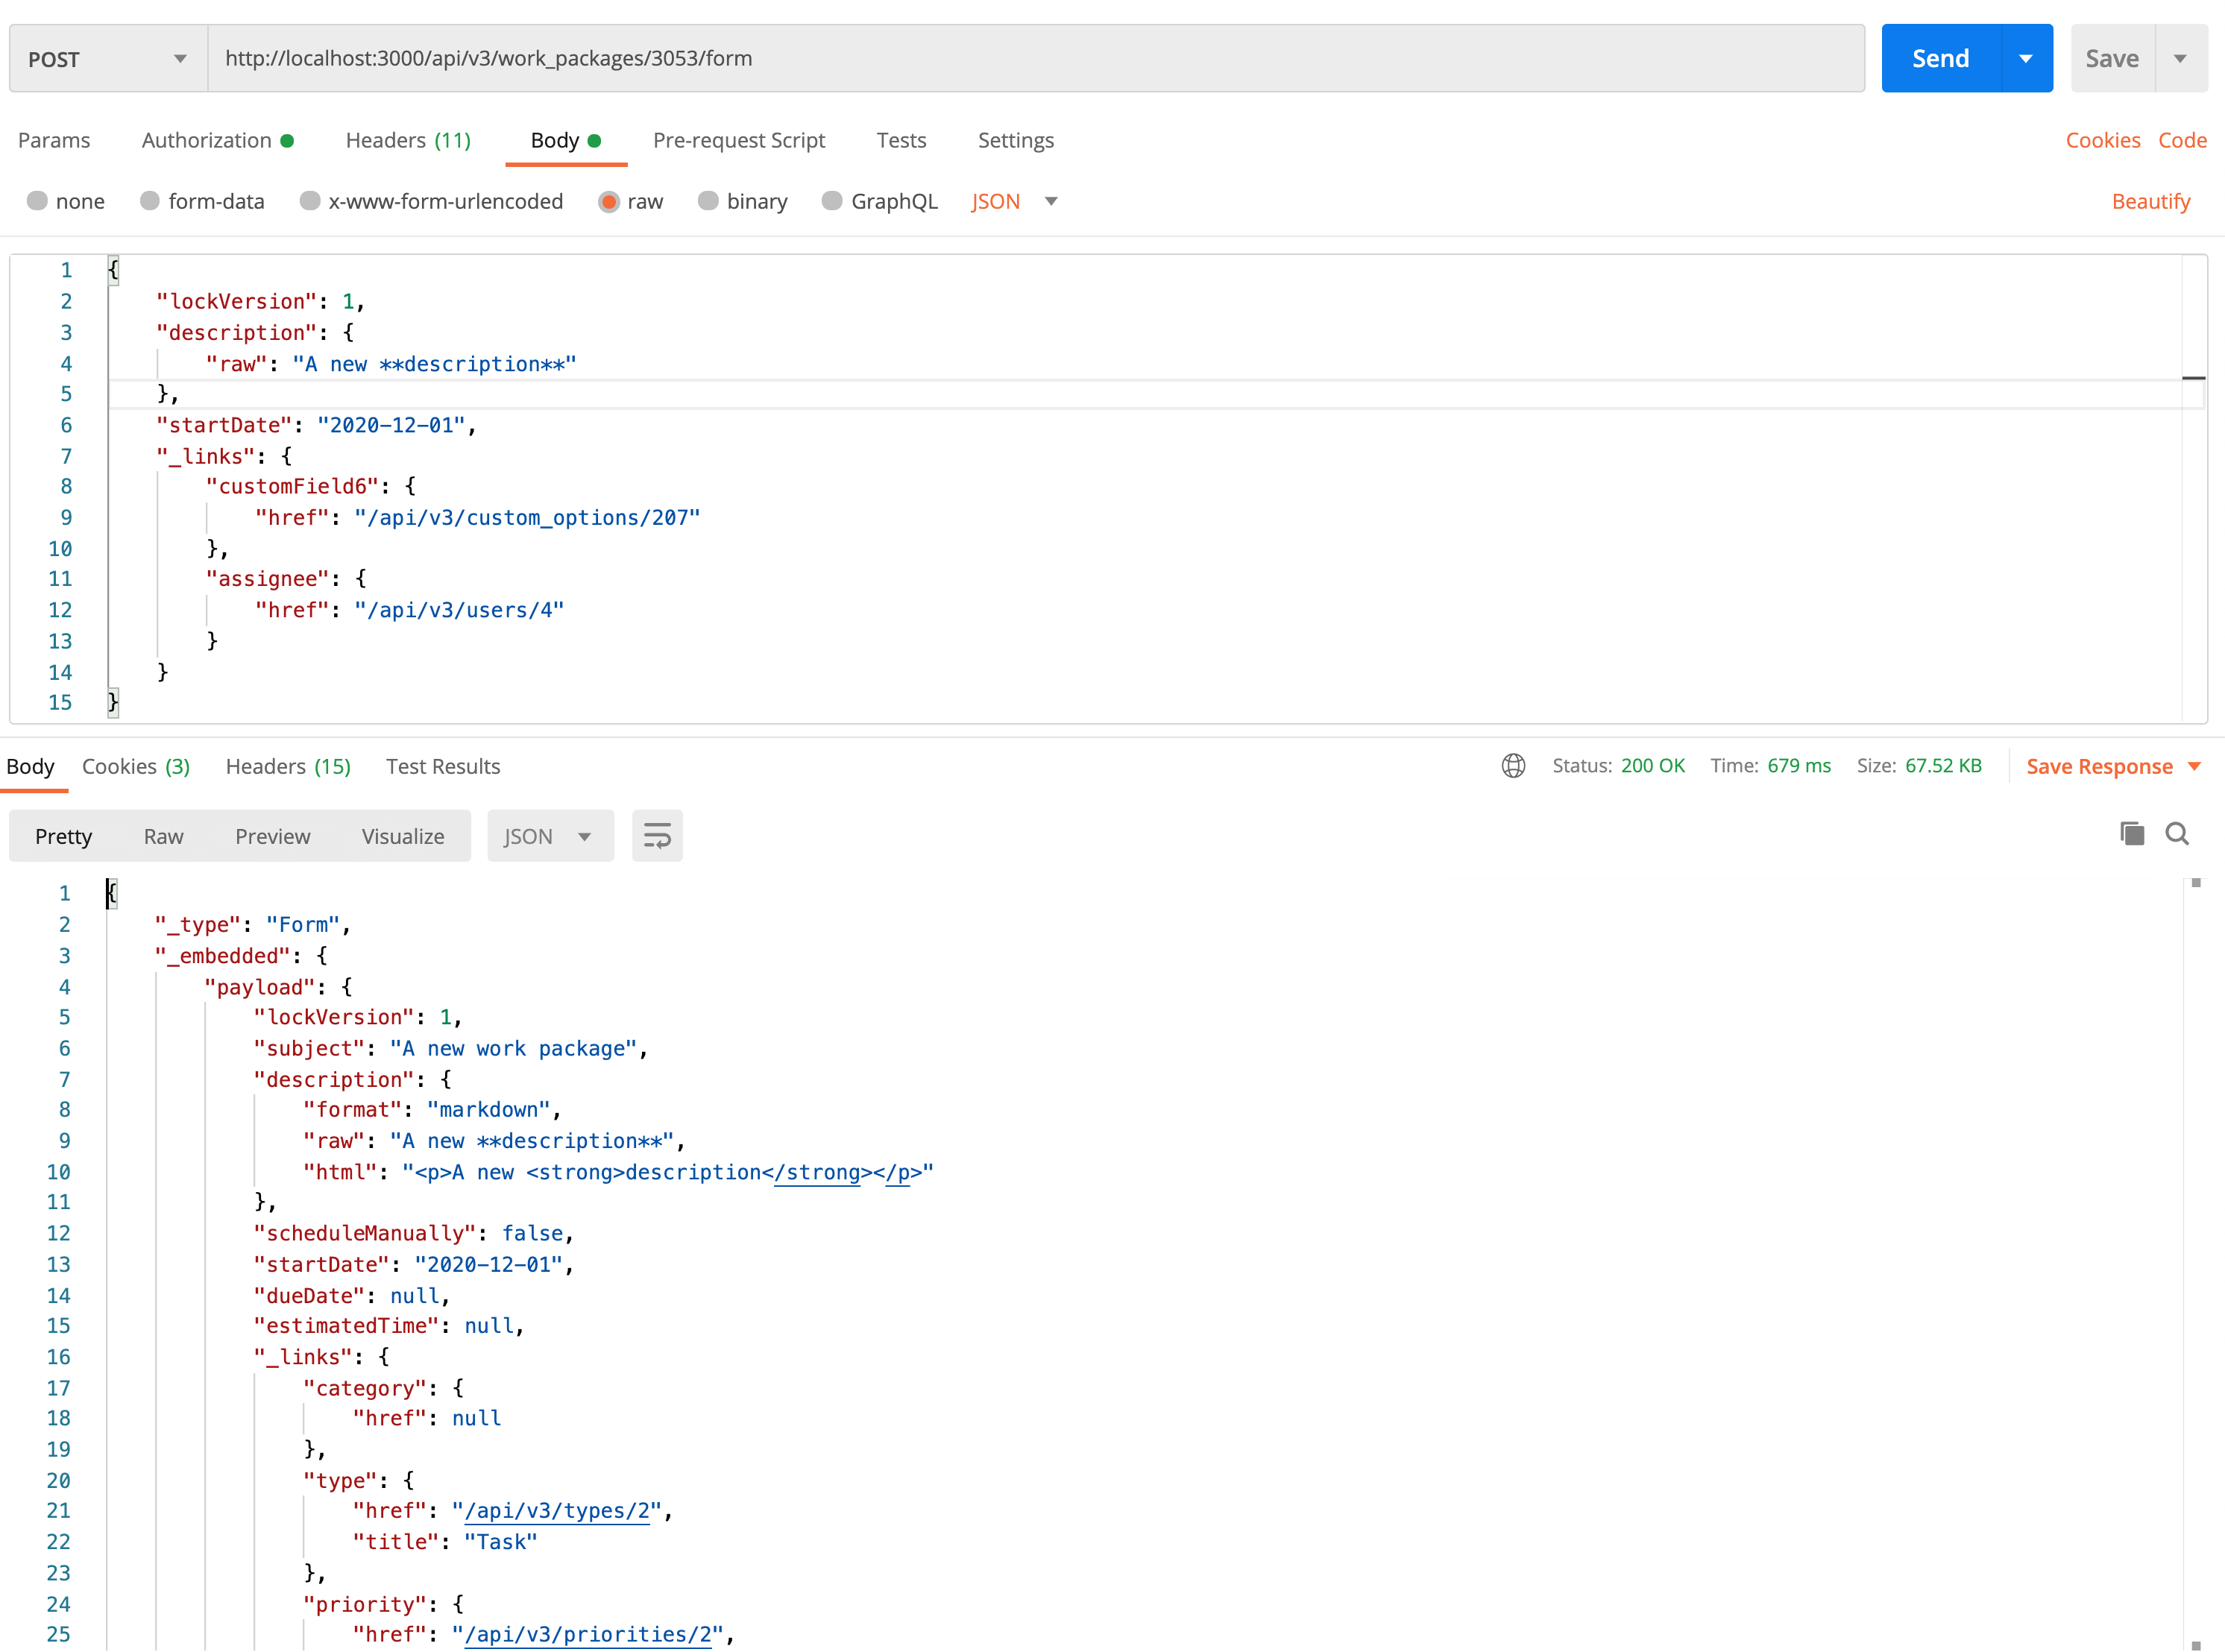 POST http://localhost:3000/api/v3/work_packages/3053/form Send Save
Params Authorization Headers (11) Body Pre-request Script Tests Settings Cookies Code
none form-data x-www-form-urlencoded raw binary GraphQL JSON Beautify
1 {
2 "lockVersion": 1,
3 "description": {
4 "raw": "A new **description**"
5 },
6 "startDate": "2020-12-01",
7 "_links": {
8 "customField6": {
9 "href": "/api/v3/custom_options/207"
10 },
11 "assignee": {
12 "href": "/api/v3/users/4"
13 }
14 }
15 }
Body Cookies (3) Headers (15) Test Results Status: 200 OK Time: 679 ms Size: 67.52 KB Save Response
Pretty Raw Preview Visualize JSON
1 {
2 "_type": "Form",
3 "_embedded": {
4 "payload": {
5 "lockVersion": 1,
6 "subject": "A new work package",
7 "description": {
8 "format": "markdown",
9 "raw": "A new **description**",
10 "html": "<p>A new <strong>description</strong></p>"
11 },
12 "scheduleManually": false,
13 "startDate": "2020-12-01",
14 "dueDate": null,
15 "estimatedTime": null,
16 "_links": {
17 "category": {
18 "href": null
19 },
20 "type": {
21 "href": "/api/v3/types/2",
22 "title": "Task"
23 },
24 "priority": {
25 "href": "/api/v3/priorities/2",